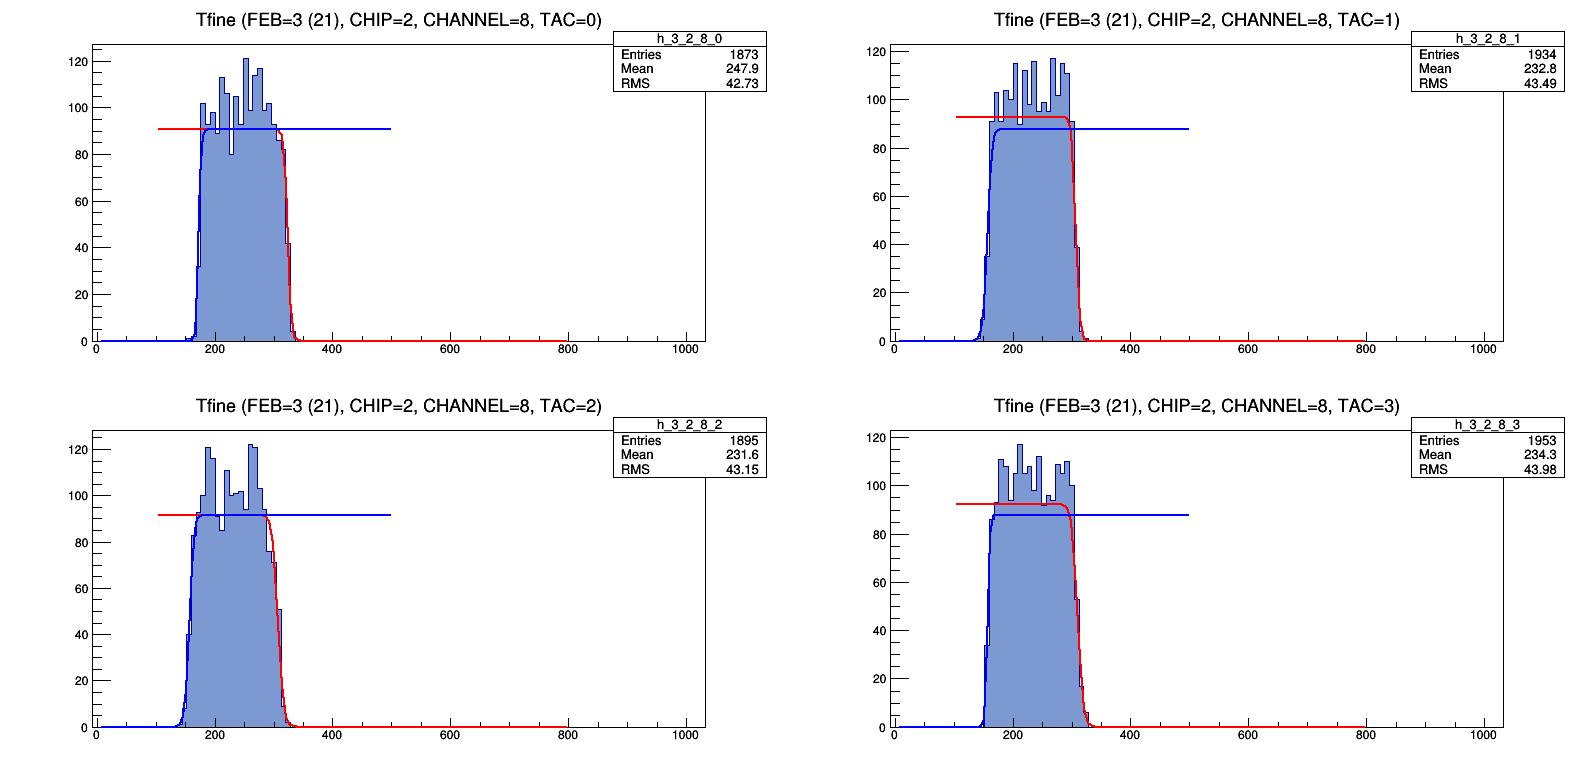 Tfine (FEB=3 (21), CHIP=2, CHANNEL=8, TAC=0)
h_3_2_8_0
Entries 1873
Mean 247.9
RMS 42.73
120
100
80
60
40
20
0
0 200 400 600 800 1000
Tfine (FEB=3 (21), CHIP=2, CHANNEL=8, TAC=1)
h_3_2_8_1
Entries 1934
Mean 232.8
RMS 43.49
120
100
80
60
40
20
0
0 200 400 600 800 1000
Tfine (FEB=3 (21), CHIP=2, CHANNEL=8, TAC=2)
h_3_2_8_2
Entries 1895
Mean 231.6
RMS 43.15
120
100
80
60
40
20
0
0 200 400 600 800 1000
Tfine (FEB=3 (21), CHIP=2, CHANNEL=8, TAC=3)
h_3_2_8_3
Entries 1953
Mean 234.3
RMS 43.98
120
100
80
60
40
20
0
0 200 400 600 800 1000